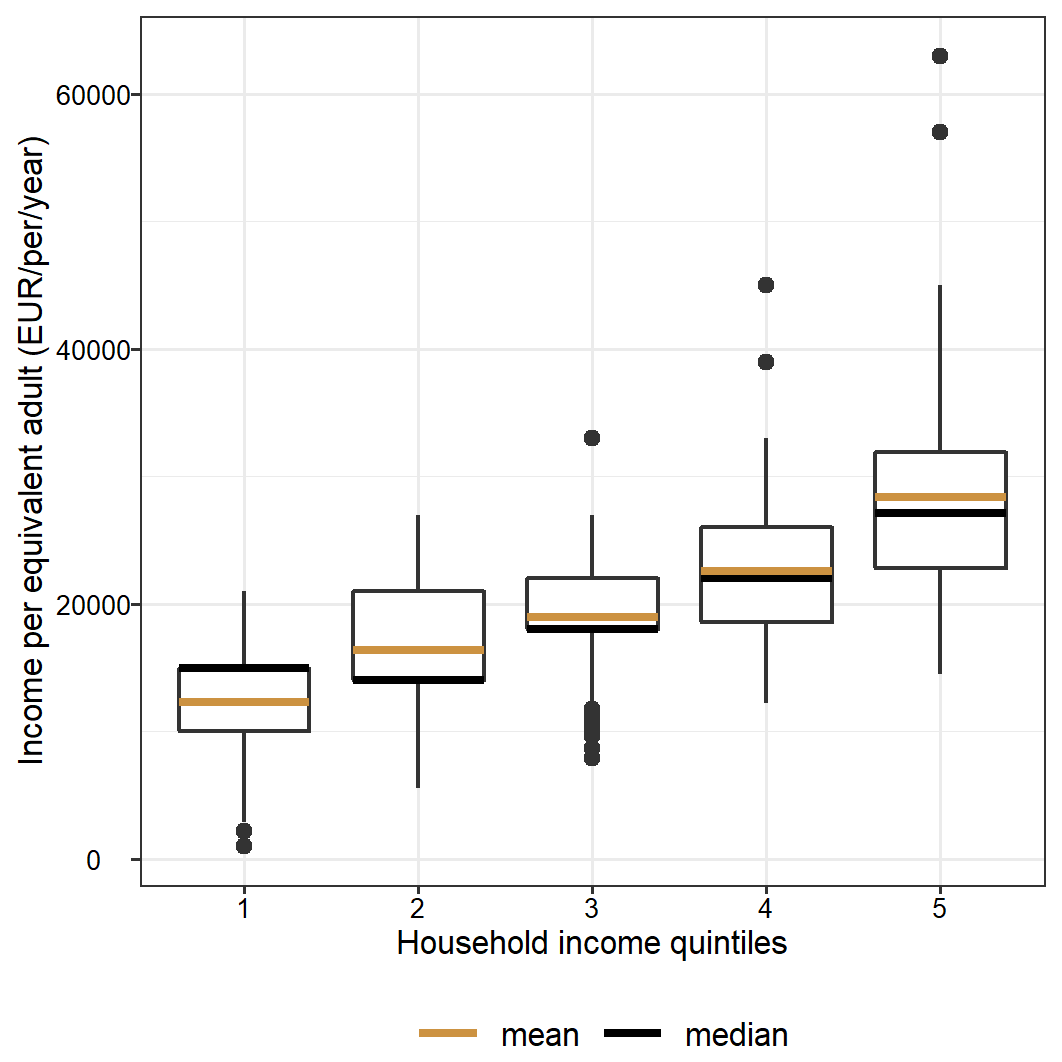 Income per equivalent adult (EUR/per/year)
60000
40000
20000
0
1 2 3 4 5
Household income quintiles
mean median